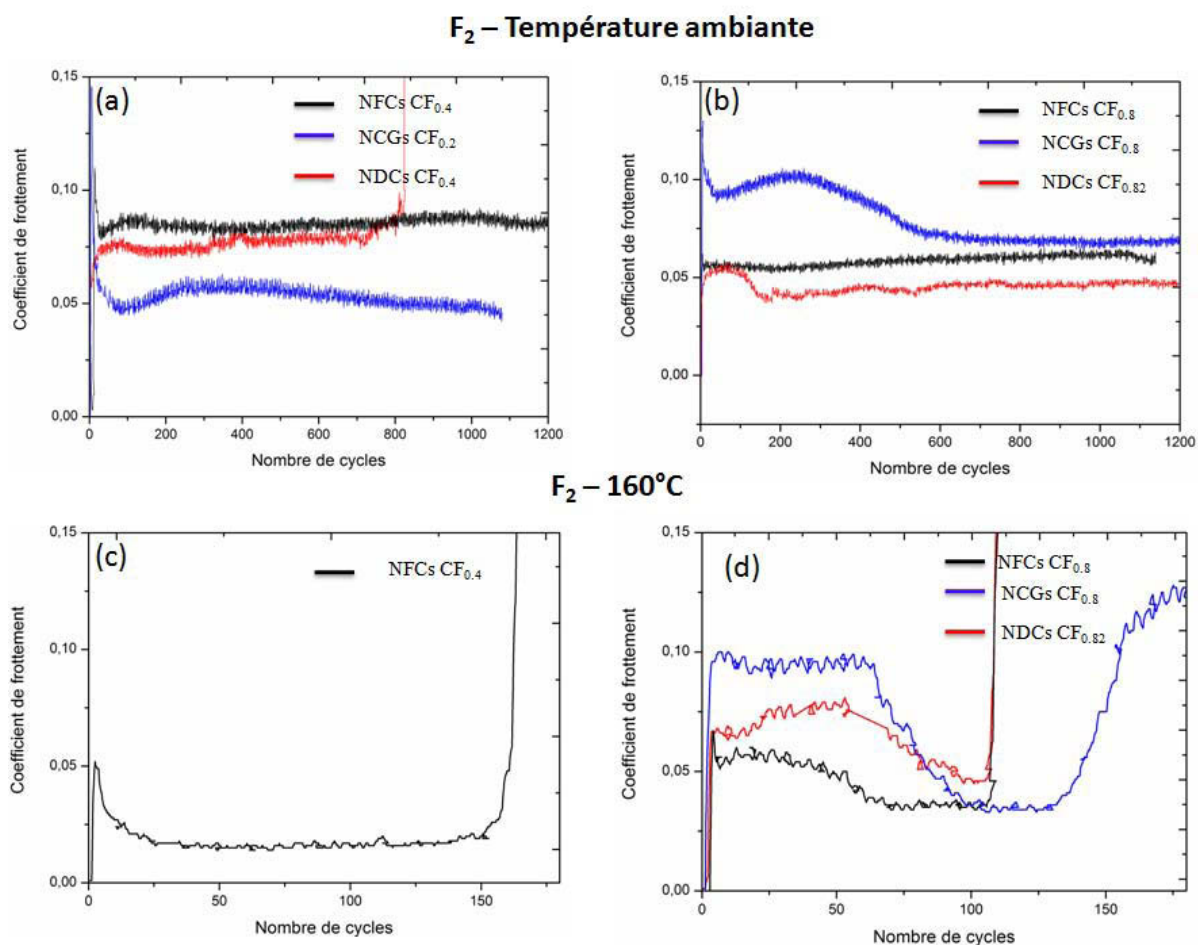 F₂ – Température ambiante
(a)
NFCs CF₀.₄
NCGs CF₀.₂
NDCs CF₀.₄
0,15
0,10
0,05
0,00
Coefficient de frottement
0 200 400 600 800 1000 1200
Nombre de cycles
(b)
NFCs CF₀.₈
NCGs CF₀.₈
NDCs CF₀.₈₂
0,15
0,10
0,05
0,00
Coefficient de frottement
0 200 400 600 800 1000 1200
Nombre de cycles
F₂ – 160°C
(c)
NFCs CF₀.₄
0,15
0,10
0,05
0,00
Coefficient de frottement
0 50 100 150
Nombre de cycles
(d)
NFCs CF₀.₈
NCGs CF₀.₈
NDCs CF₀.₈₂
0,15
0,10
0,05
0,00
Coefficient de frottement
0 50 100 150
Nombre de cycles